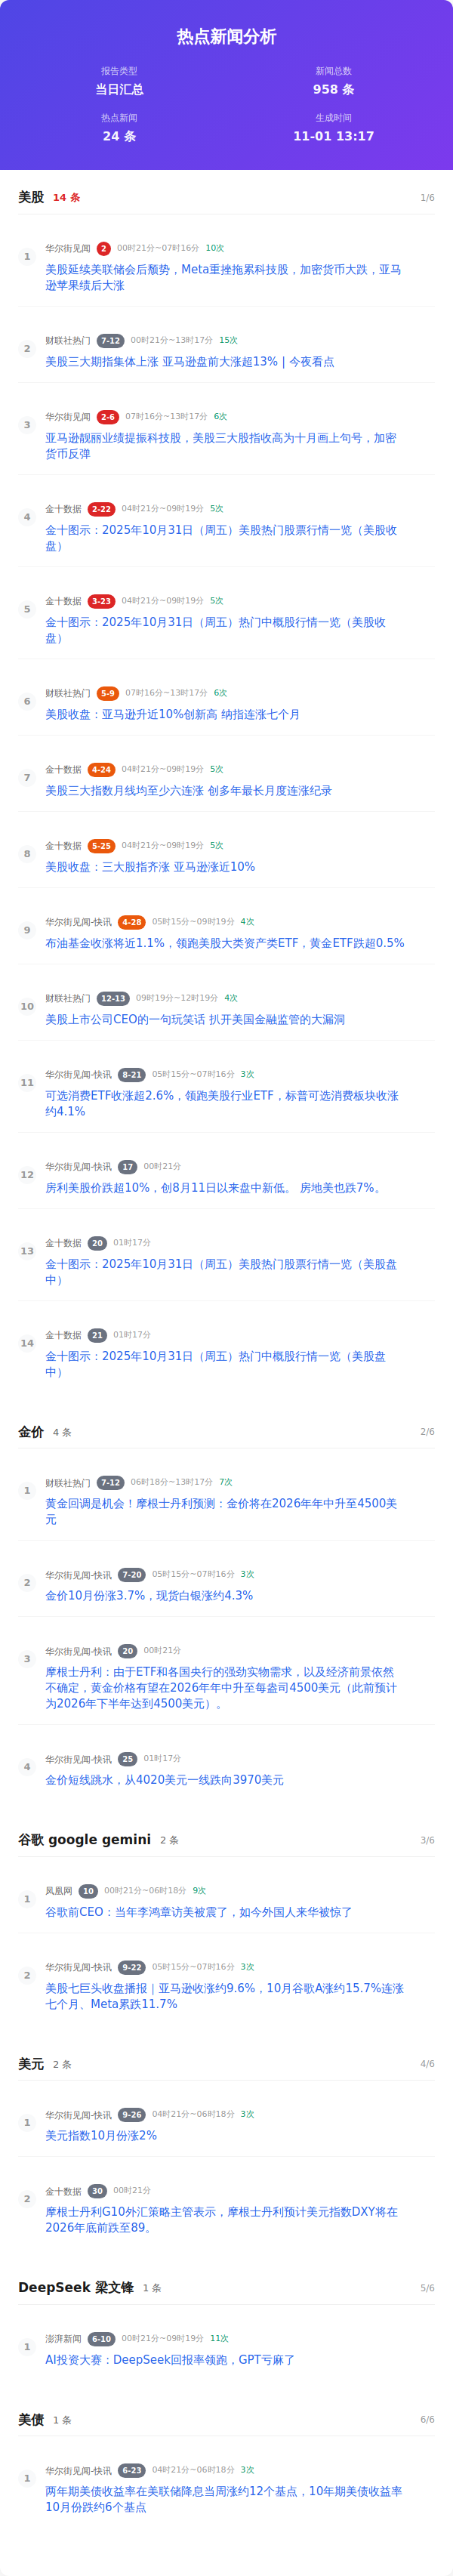 热点新闻分析
报告类型
当日汇总
新闻总数
958 条
热点新闻
24 条
生成时间
11-01 13:17
美股 14 条 1/6
1
华尔街见闻 2 00时21分~07时16分 10次
美股延续美联储会后颓势，Meta重挫拖累科技股，加密货币大跌，亚马
逊苹果绩后大涨
2
财联社热门 7-12 00时21分~13时17分 15次
美股三大期指集体上涨 亚马逊盘前大涨超13% | 今夜看点
3
华尔街见闻 2-6 07时16分~13时17分 6次
亚马逊靓丽业绩提振科技股，美股三大股指收高为十月画上句号，加密
货币反弹
4
金十数据 2-22 04时21分~09时19分 5次
金十图示：2025年10月31日（周五）美股热门股票行情一览（美股收
盘）
5
金十数据 3-23 04时21分~09时19分 5次
金十图示：2025年10月31日（周五）热门中概股行情一览（美股收
盘）
6
财联社热门 5-9 07时16分~13时17分 6次
美股收盘：亚马逊升近10%创新高 纳指连涨七个月
7
金十数据 4-24 04时21分~09时19分 5次
美股三大指数月线均至少六连涨 创多年最长月度连涨纪录
8
金十数据 5-25 04时21分~09时19分 5次
美股收盘：三大股指齐涨 亚马逊涨近10%
9
华尔街见闻-快讯 4-28 05时15分~09时19分 4次
布油基金收涨将近1.1%，领跑美股大类资产类ETF，黄金ETF跌超0.5%
10
财联社热门 12-13 09时19分~12时19分 4次
美股上市公司CEO的一句玩笑话 扒开美国金融监管的大漏洞
11
华尔街见闻-快讯 8-21 05时15分~07时16分 3次
可选消费ETF收涨超2.6%，领跑美股行业ETF，标普可选消费板块收涨
约4.1%
12
华尔街见闻-快讯 17 00时21分
房利美股价跌超10%，创8月11日以来盘中新低。 房地美也跌7%。
13
金十数据 20 01时17分
金十图示：2025年10月31日（周五）美股热门股票行情一览（美股盘
中）
14
金十数据 21 01时17分
金十图示：2025年10月31日（周五）热门中概股行情一览（美股盘
中）
金价 4 条 2/6
1
财联社热门 7-12 06时18分~13时17分 7次
黄金回调是机会！摩根士丹利预测：金价将在2026年年中升至4500美
元
2
华尔街见闻-快讯 7-20 05时15分~07时16分 3次
金价10月份涨3.7%，现货白银涨约4.3%
3
华尔街见闻-快讯 20 00时21分
摩根士丹利：由于ETF和各国央行的强劲实物需求，以及经济前景依然
不确定，黄金价格有望在2026年年中升至每盎司4500美元（此前预计
为2026年下半年达到4500美元）。
4
华尔街见闻-快讯 25 01时17分
金价短线跳水，从4020美元一线跌向3970美元
谷歌 google gemini 2 条 3/6
1
凤凰网 10 00时21分~06时18分 9次
谷歌前CEO：当年李鸿章访美被震了，如今外国人来华被惊了
2
华尔街见闻-快讯 9-22 05时15分~07时16分 3次
美股七巨头收盘播报｜亚马逊收涨约9.6%，10月谷歌A涨约15.7%连涨
七个月、Meta累跌11.7%
美元 2 条 4/6
1
华尔街见闻-快讯 9-26 04时21分~06时18分 3次
美元指数10月份涨2%
2
金十数据 30 00时21分
摩根士丹利G10外汇策略主管表示，摩根士丹利预计美元指数DXY将在
2026年底前跌至89。
DeepSeek 梁文锋 1 条 5/6
1
澎湃新闻 6-10 00时21分~09时19分 11次
AI投资大赛：DeepSeek回报率领跑，GPT亏麻了
美债 1 条 6/6
1
华尔街见闻-快讯 6-23 04时21分~06时18分 3次
两年期美债收益率在美联储降息当周涨约12个基点，10年期美债收益率
10月份跌约6个基点